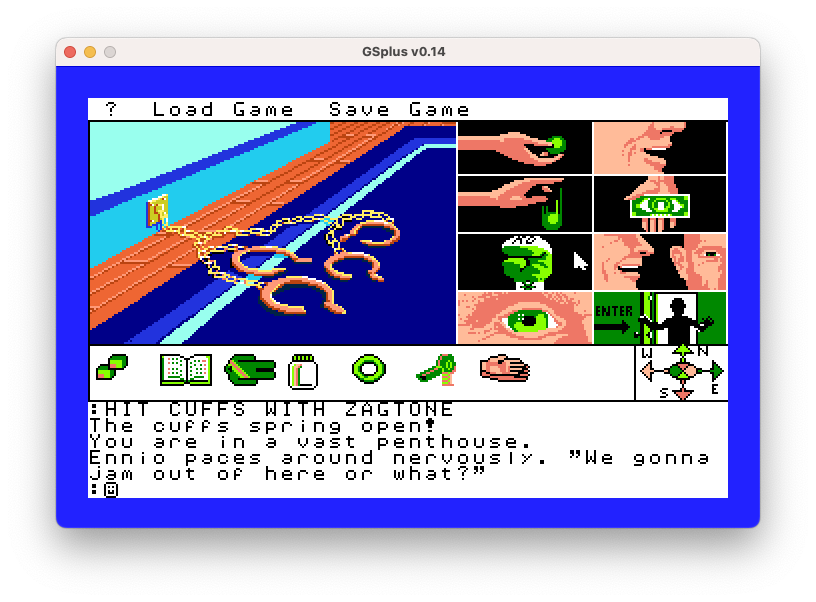 GSplus v0.14
? Load Game Save Game
ENTER
W N
S E
:HIT CUFFS WITH ZAGTONE
The cuffs spring open!
You are in a vast penthouse.
Ennio paces around nervously. "We gonna
jam out of here or what?"
: